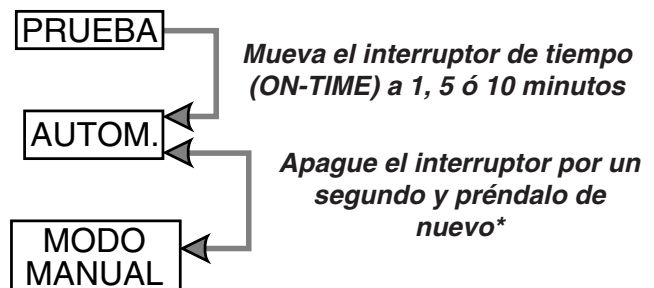 PRUEBA
Mueva el interruptor de tiempo
(ON-TIME) a 1, 5 ó 10 minutos
AUTOM.
Apague el interruptor por un
segundo y préndalo de
nuevo*
MODO
MANUAL